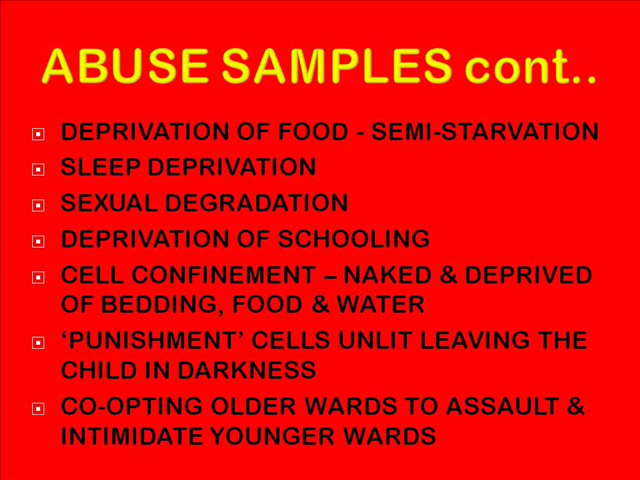 ABUSE SAMPLES cont..
DEPRIVATION OF FOOD - SEMI-STARVATION
SLEEP DEPRIVATION
SEXUAL DEGRADATION
DEPRIVATION OF SCHOOLING
CELL CONFINEMENT – NAKED & DEPRIVED
OF BEDDING, FOOD & WATER
‘PUNISHMENT’ CELLS UNLIT LEAVING THE
CHILD IN DARKNESS
CO-OPTING OLDER WARDS TO ASSAULT &
INTIMIDATE YOUNGER WARDS